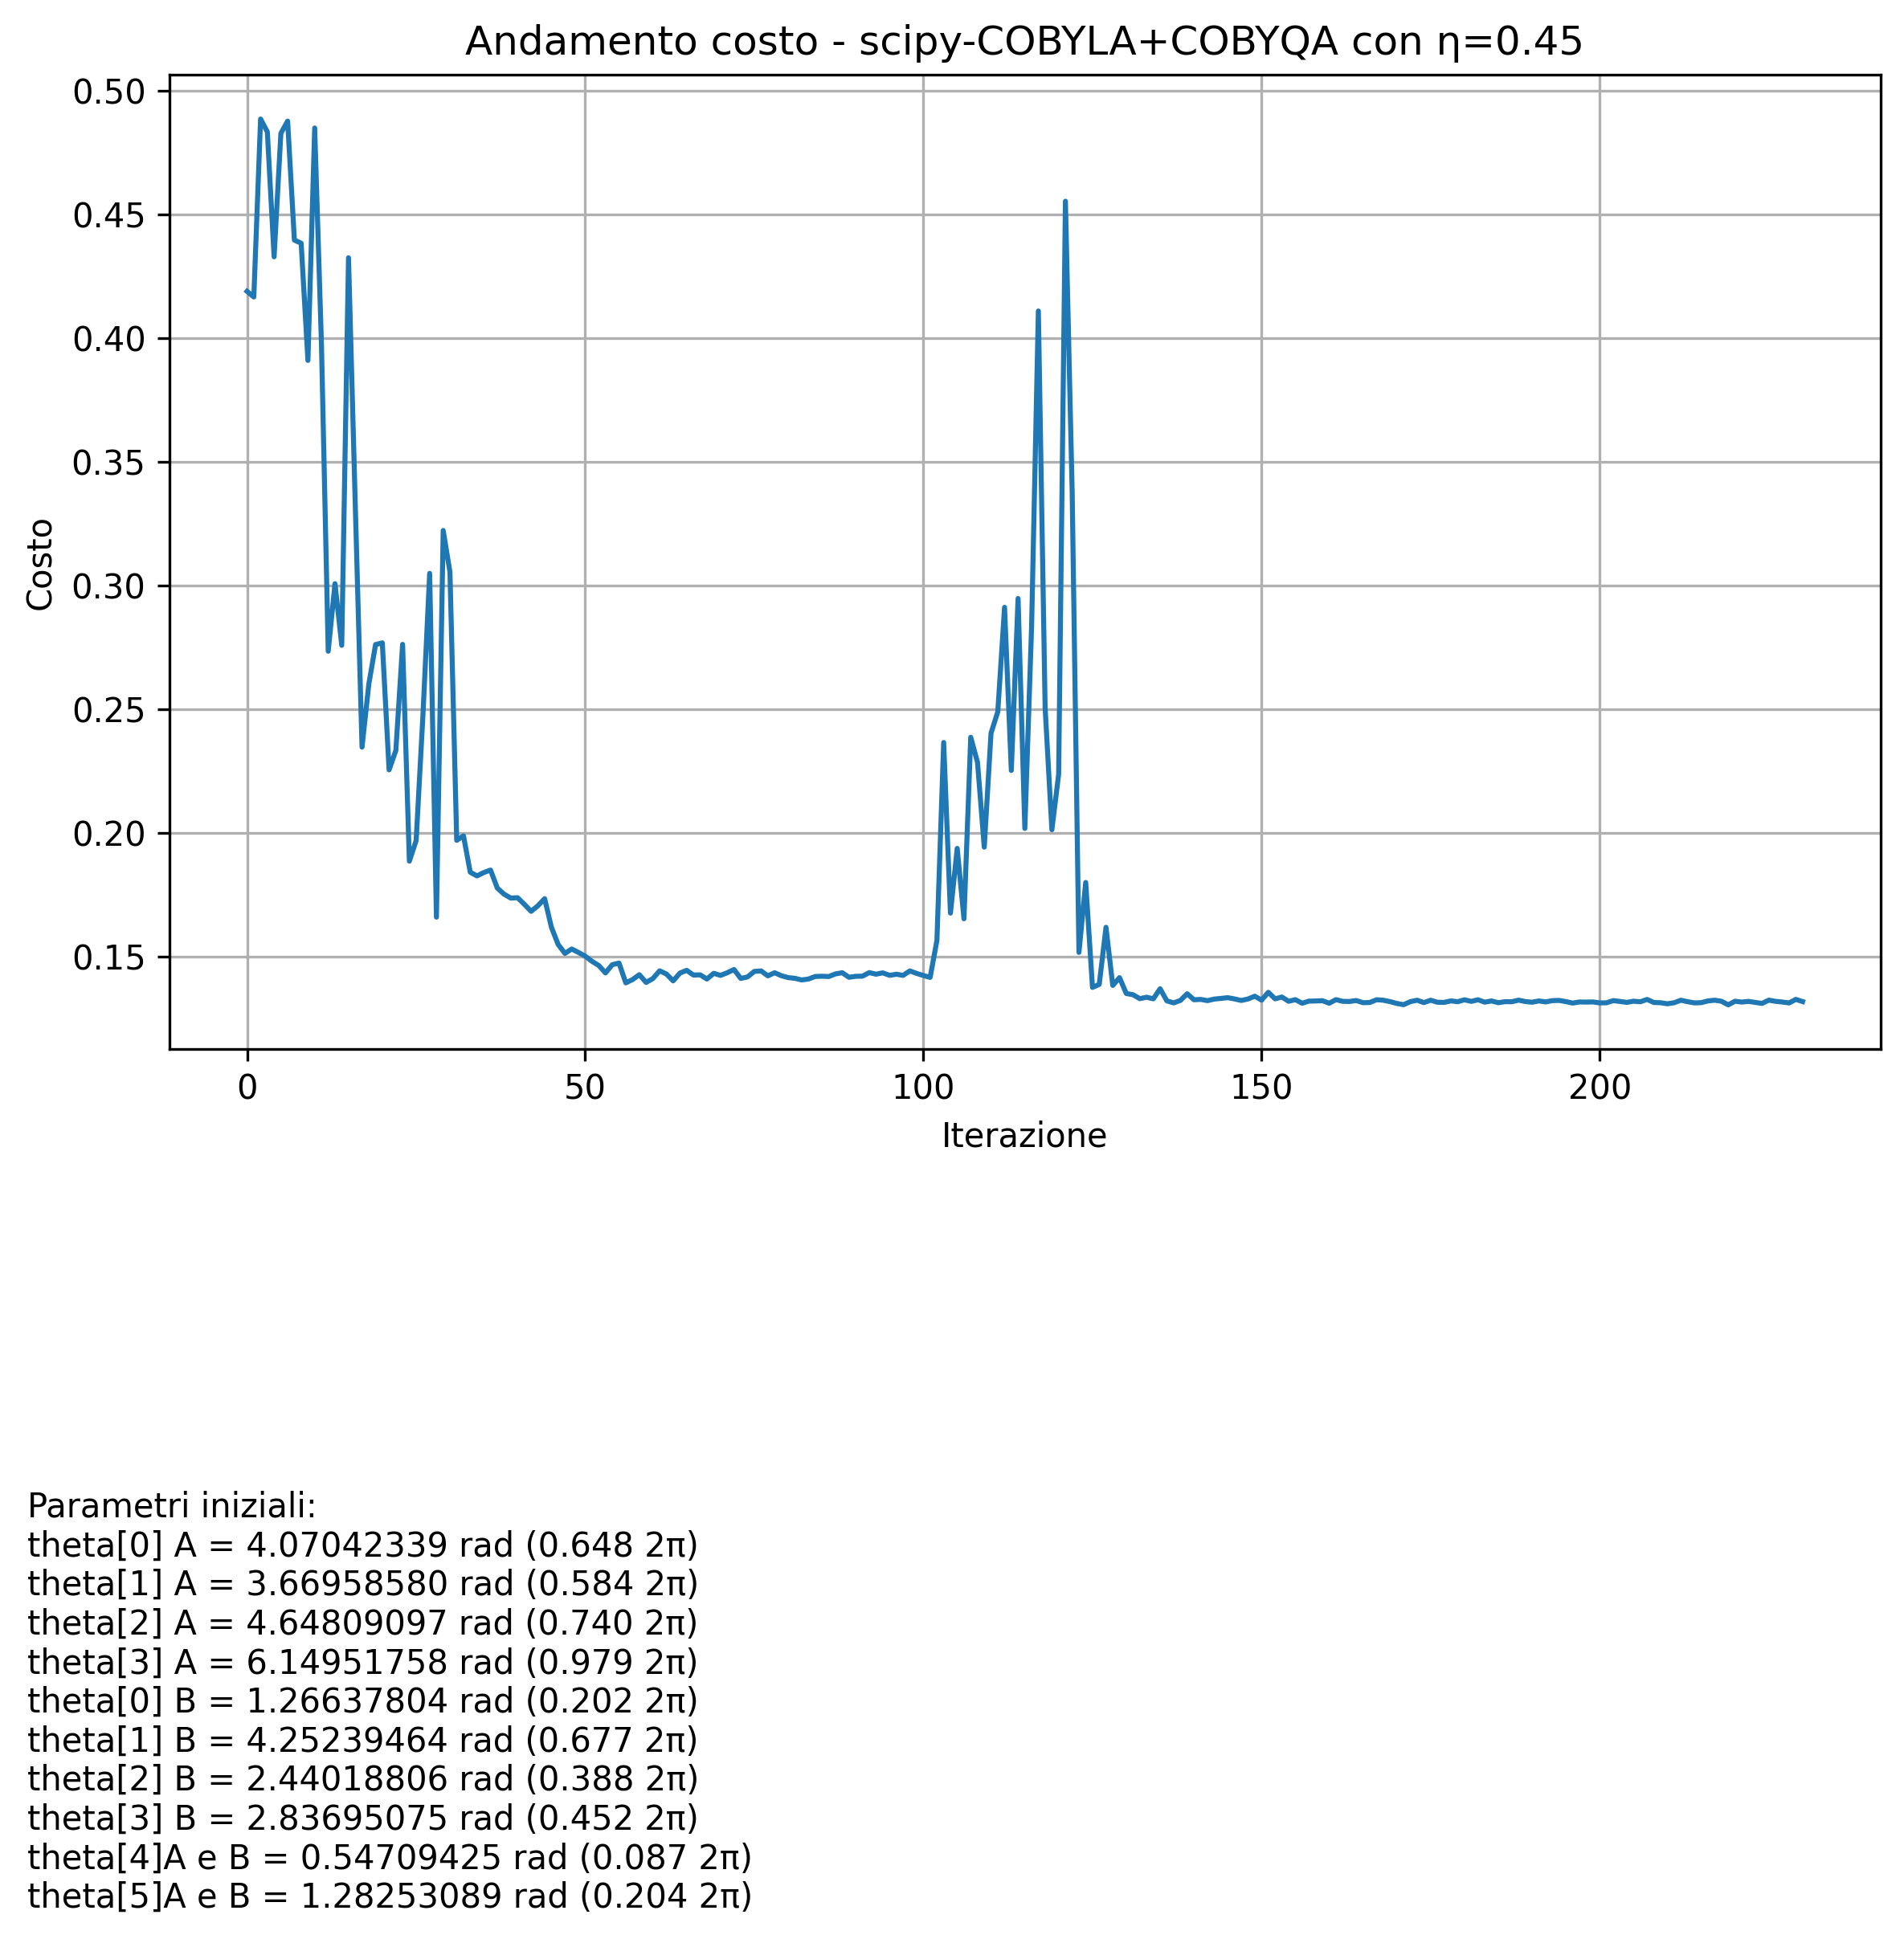 Andamento costo - scipy-COBYLA+COBYQA con η=0.45
0.50
0.45
0.40
0.35
0.30
0.25
0.20
0.15
Costo
0 50 100 150 200
Iterazione
Parametri iniziali:
theta[0] A = 4.07042339 rad (0.648 2π)
theta[1] A = 3.66958580 rad (0.584 2π)
theta[2] A = 4.64809097 rad (0.740 2π)
theta[3] A = 6.14951758 rad (0.979 2π)
theta[0] B = 1.26637804 rad (0.202 2π)
theta[1] B = 4.25239464 rad (0.677 2π)
theta[2] B = 2.44018806 rad (0.388 2π)
theta[3] B = 2.83695075 rad (0.452 2π)
theta[4]A e B = 0.54709425 rad (0.087 2π)
theta[5]A e B = 1.28253089 rad (0.204 2π)